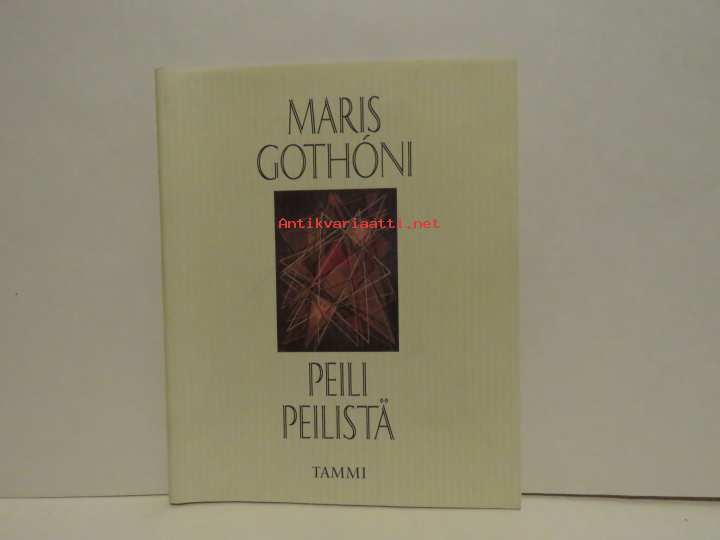 MARIS
GOTHÓNI
Antikvariaatti.net
PEILI
PEILISTÄ
TAMMI